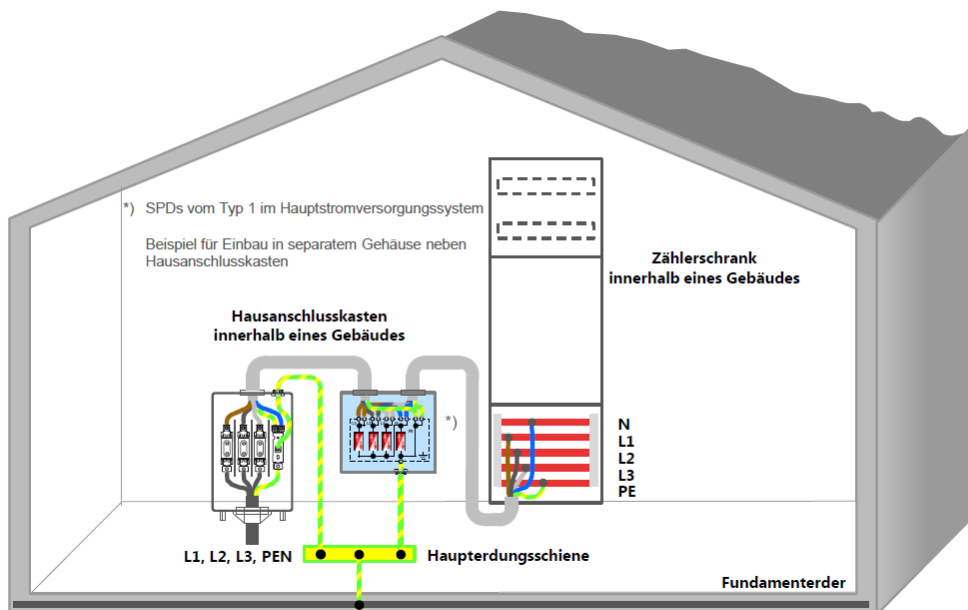 *) SPDs vom Typ 1 im Hauptstromversorgungssystem
Beispiel für Einbau in separatem Gehäuse neben
Hausanschlusskasten
Zählerschrank
innerhalb eines Gebäudes
Hausanschlusskasten
innerhalb eines Gebäudes
*)
N
L1
L2
L3
PE
L1, L2, L3, PEN
Haupterdungsschiene
Fundamenterder